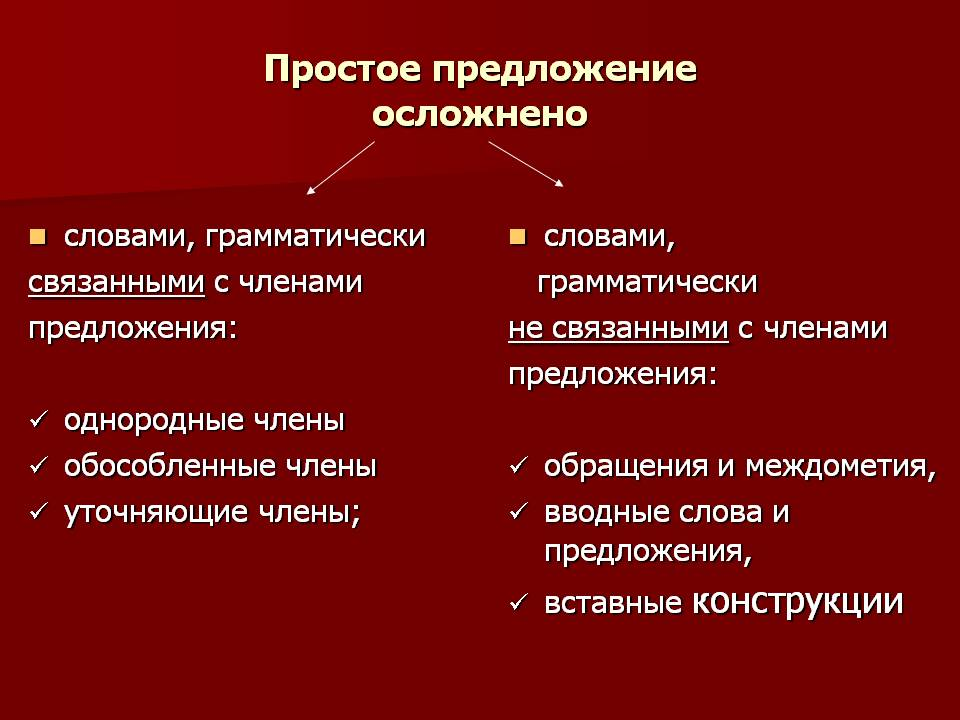 Простое предложение
осложнено
словами, грамматически
связанными с членами
предложения:
однородные члены
обособленные члены
уточняющие члены;
словами,
грамматически
не связанными с членами
предложения:
обращения и междометия,
вводные слова и
предложения,
вставные конструкции